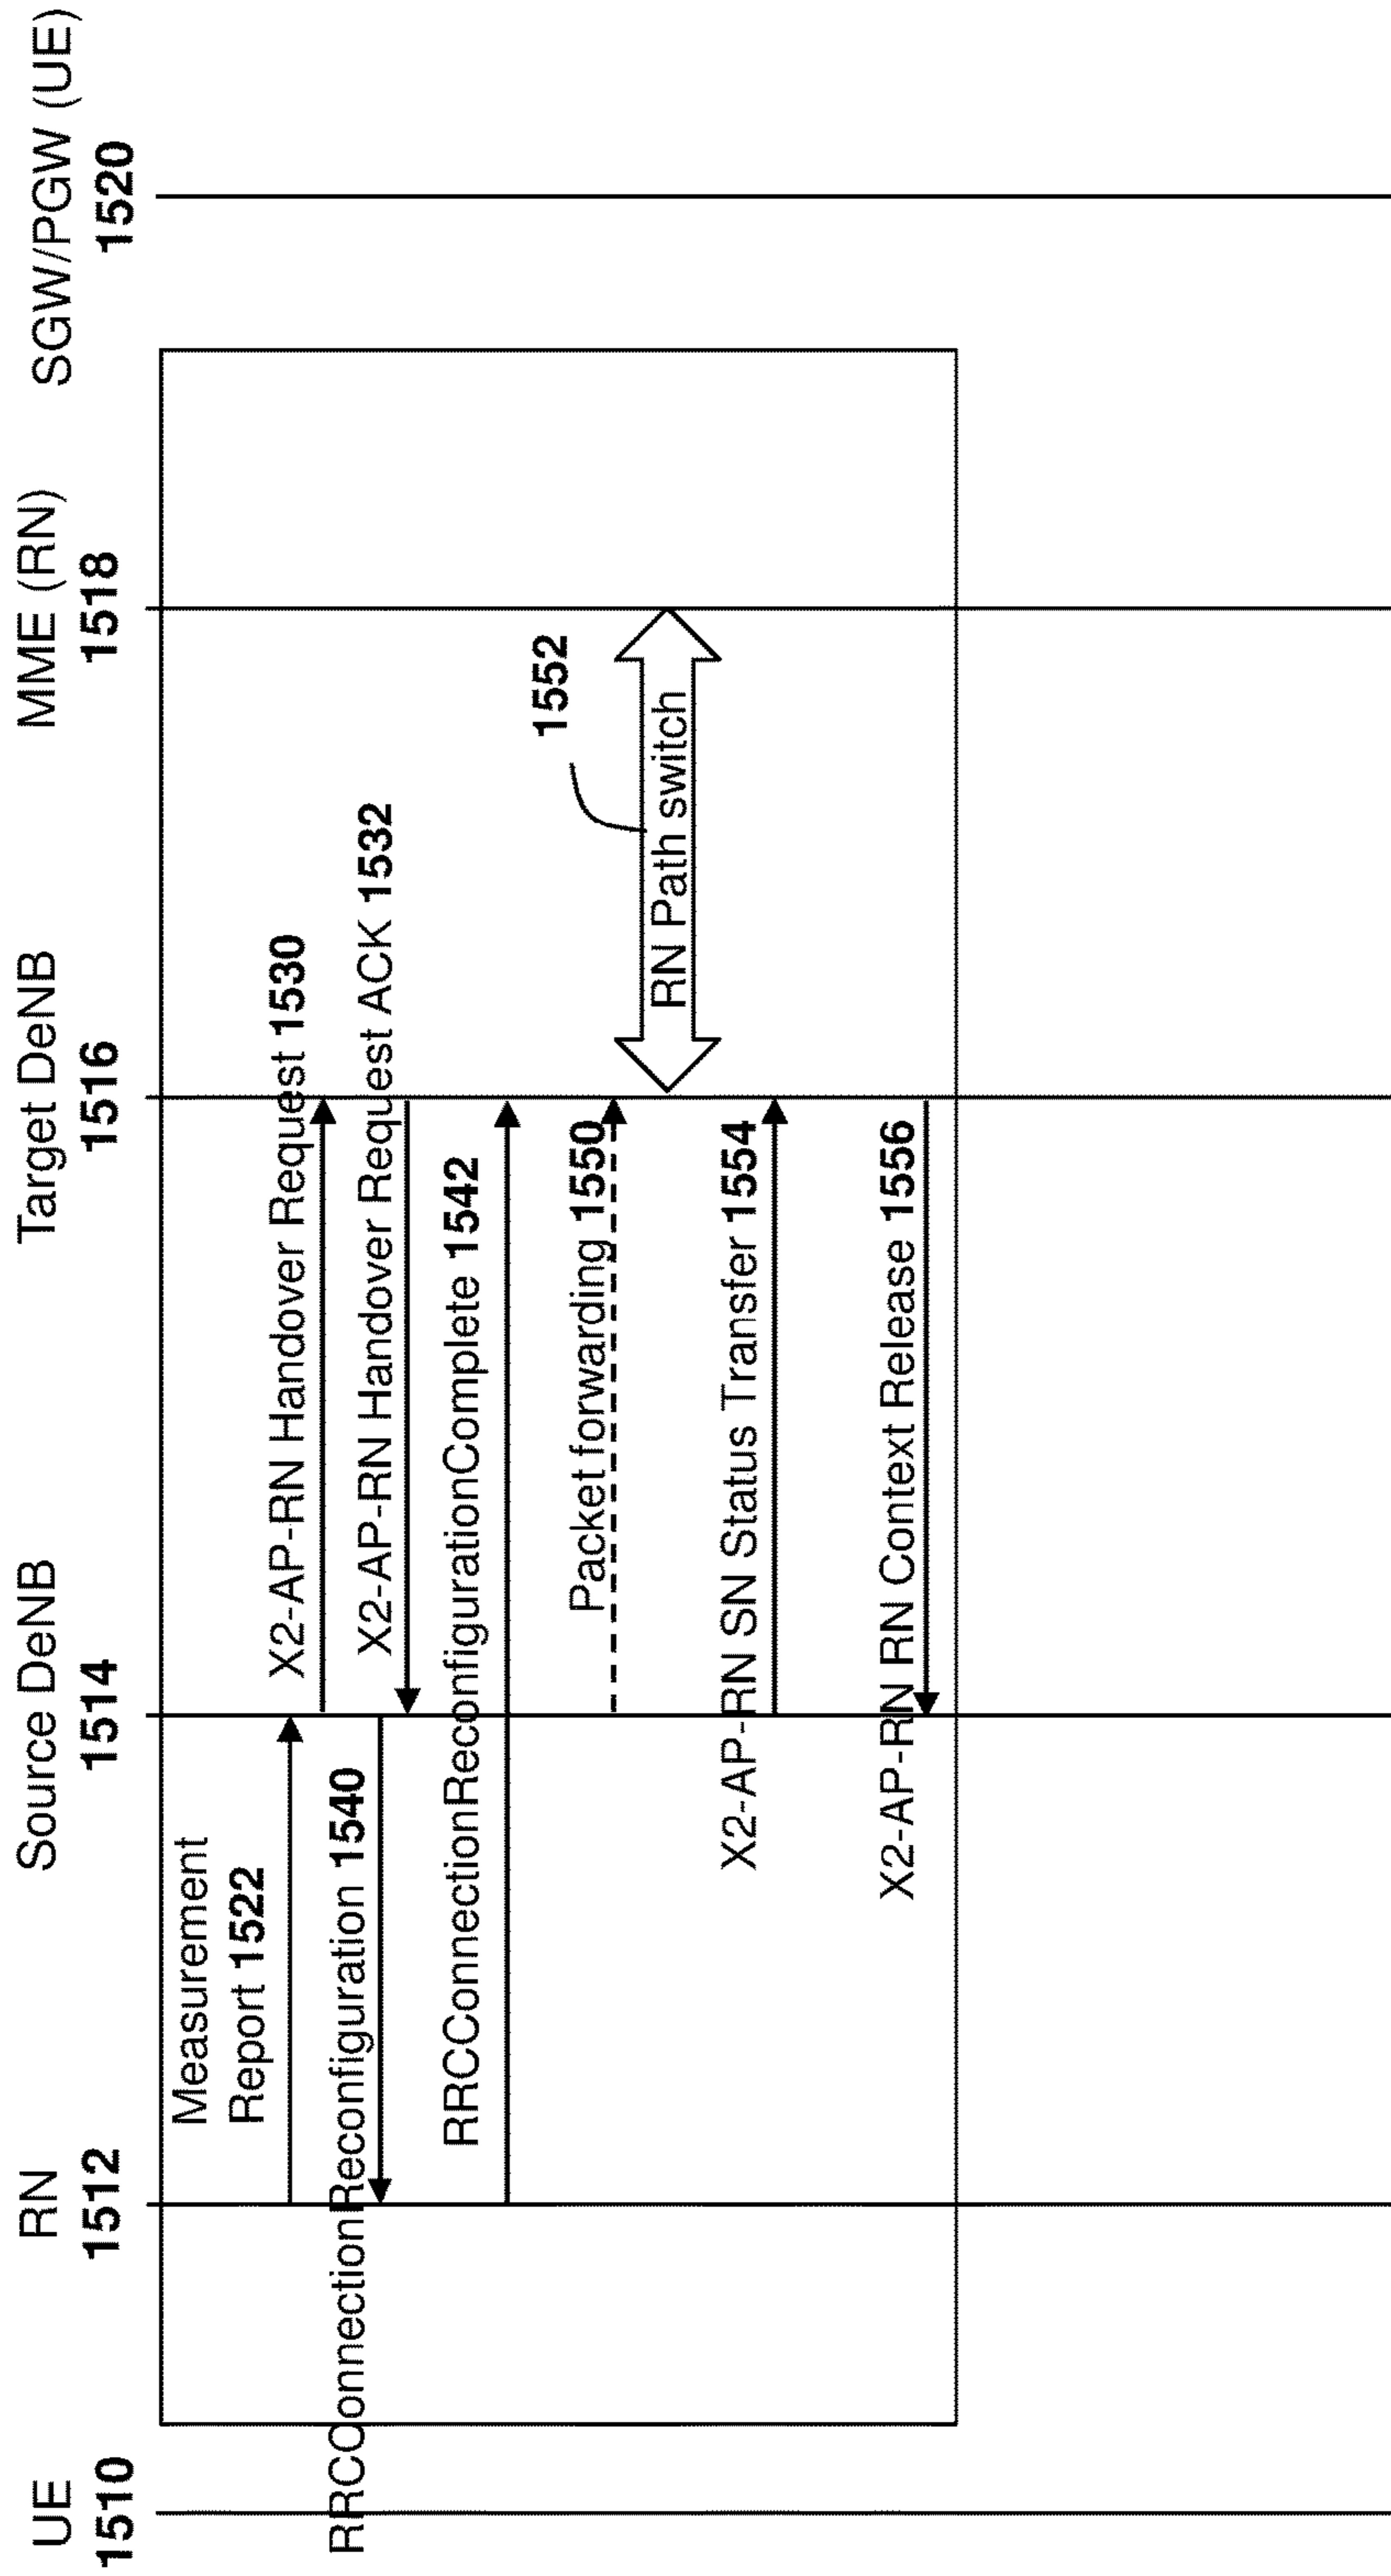 UE
1510
RN
1512
Source DeNB
1514
Target DeNB
1516
MME (RN)
1518
SGW/PGW (UE)
1520
Measurement
Report 1522
X2-AP-RN Handover Request 1530
RRCConnectionReconfiguration 1540
X2-AP-RN Handover Request ACK 1532
RRCConnectionReconfigurationComplete 1542
Packet forwarding 1550
1552
RN Path switch
X2-AP-RN SN Status Transfer 1554
X2-AP-RN RN Context Release 1556